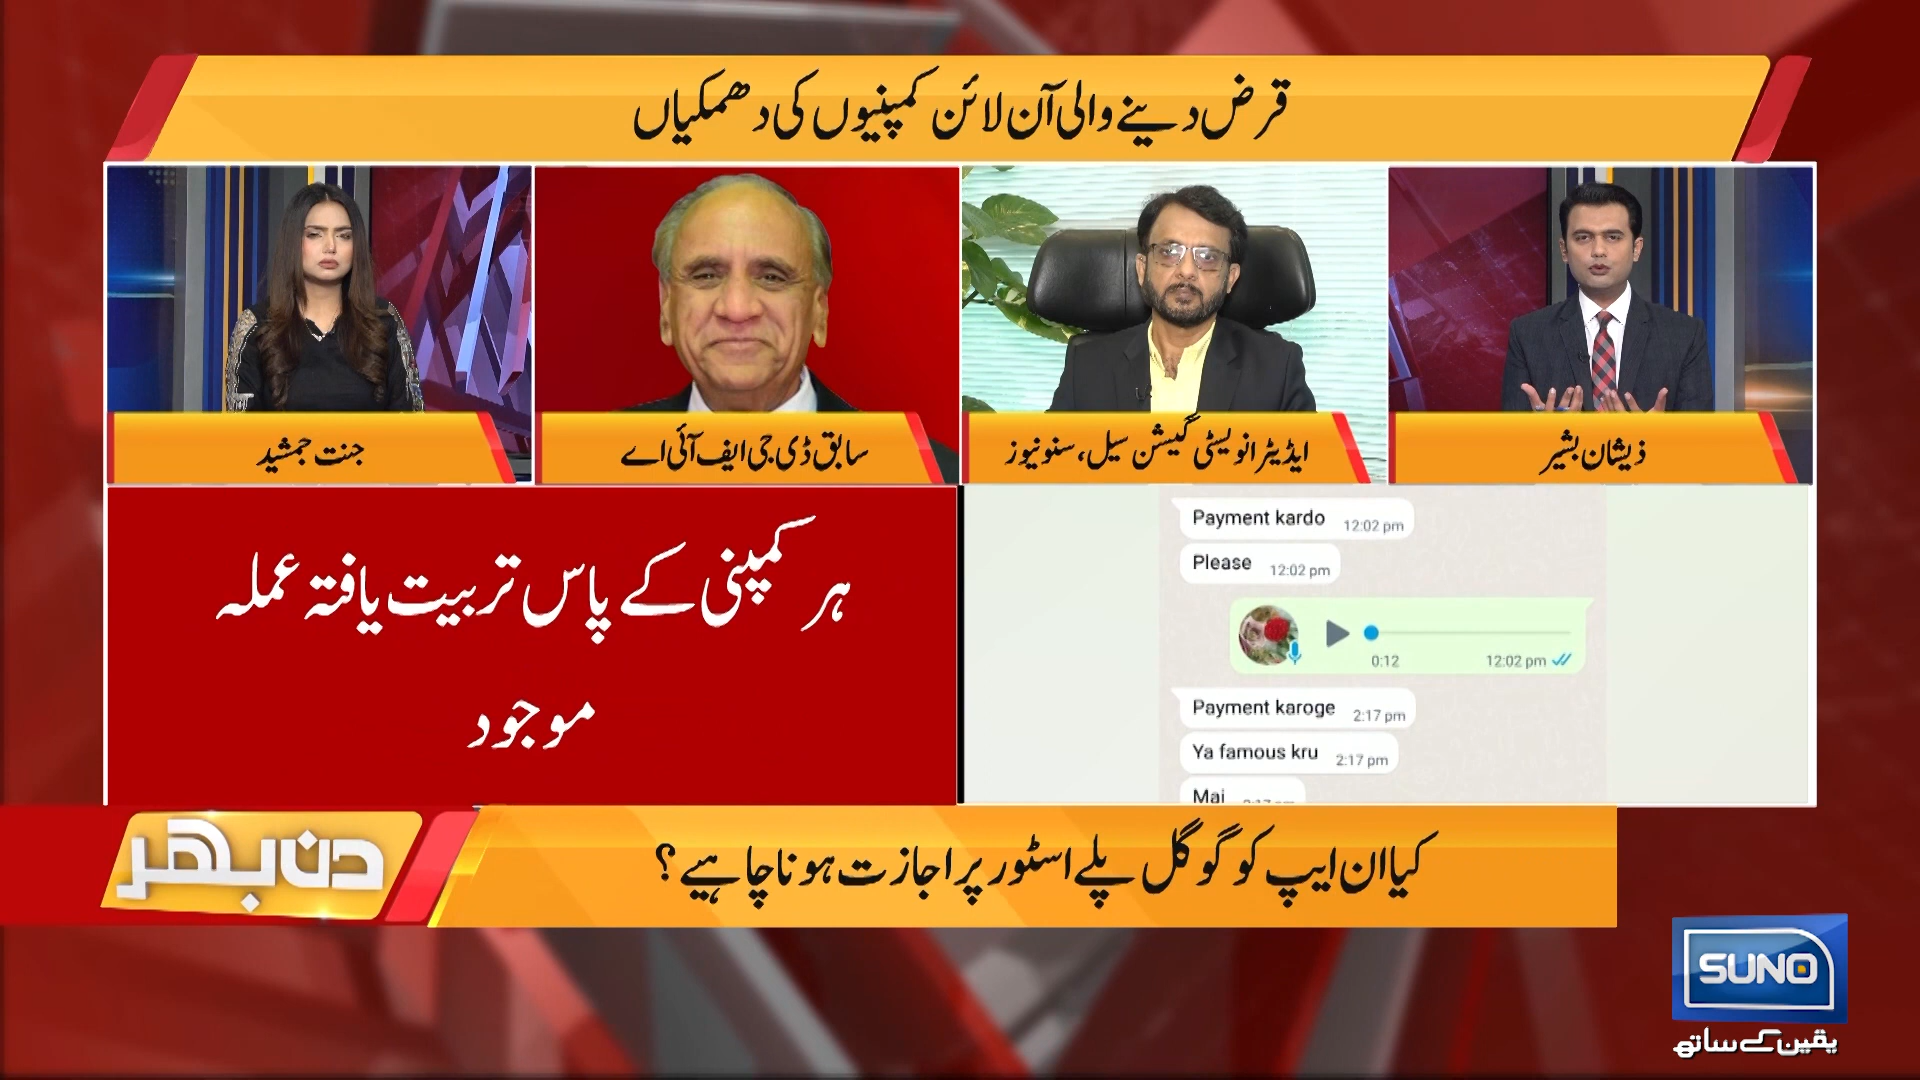 قرض دینے والی آن لائن کمپنیوں کی دھمکیاں
جنت جمشید
سابق ڈی جی ایف آئی اے
ایڈیٹر انویسٹی گیشن سیل، سنو نیوز
ذیشان بشیر
ہر کمپنی کے پاس تربیت یافتہ عملہ
موجود
Payment kardo 12:02 pm
Please 12:02 pm
0:12 12:02 pm
Payment karoge 2:17 pm
Ya famous kru 2:17 pm
Mai
دن بھر
کیا ان ایپ کو گوگل پلے اسٹور پر اجازت ہونا چاہیے؟
SUNO
یقین کے ساتھ